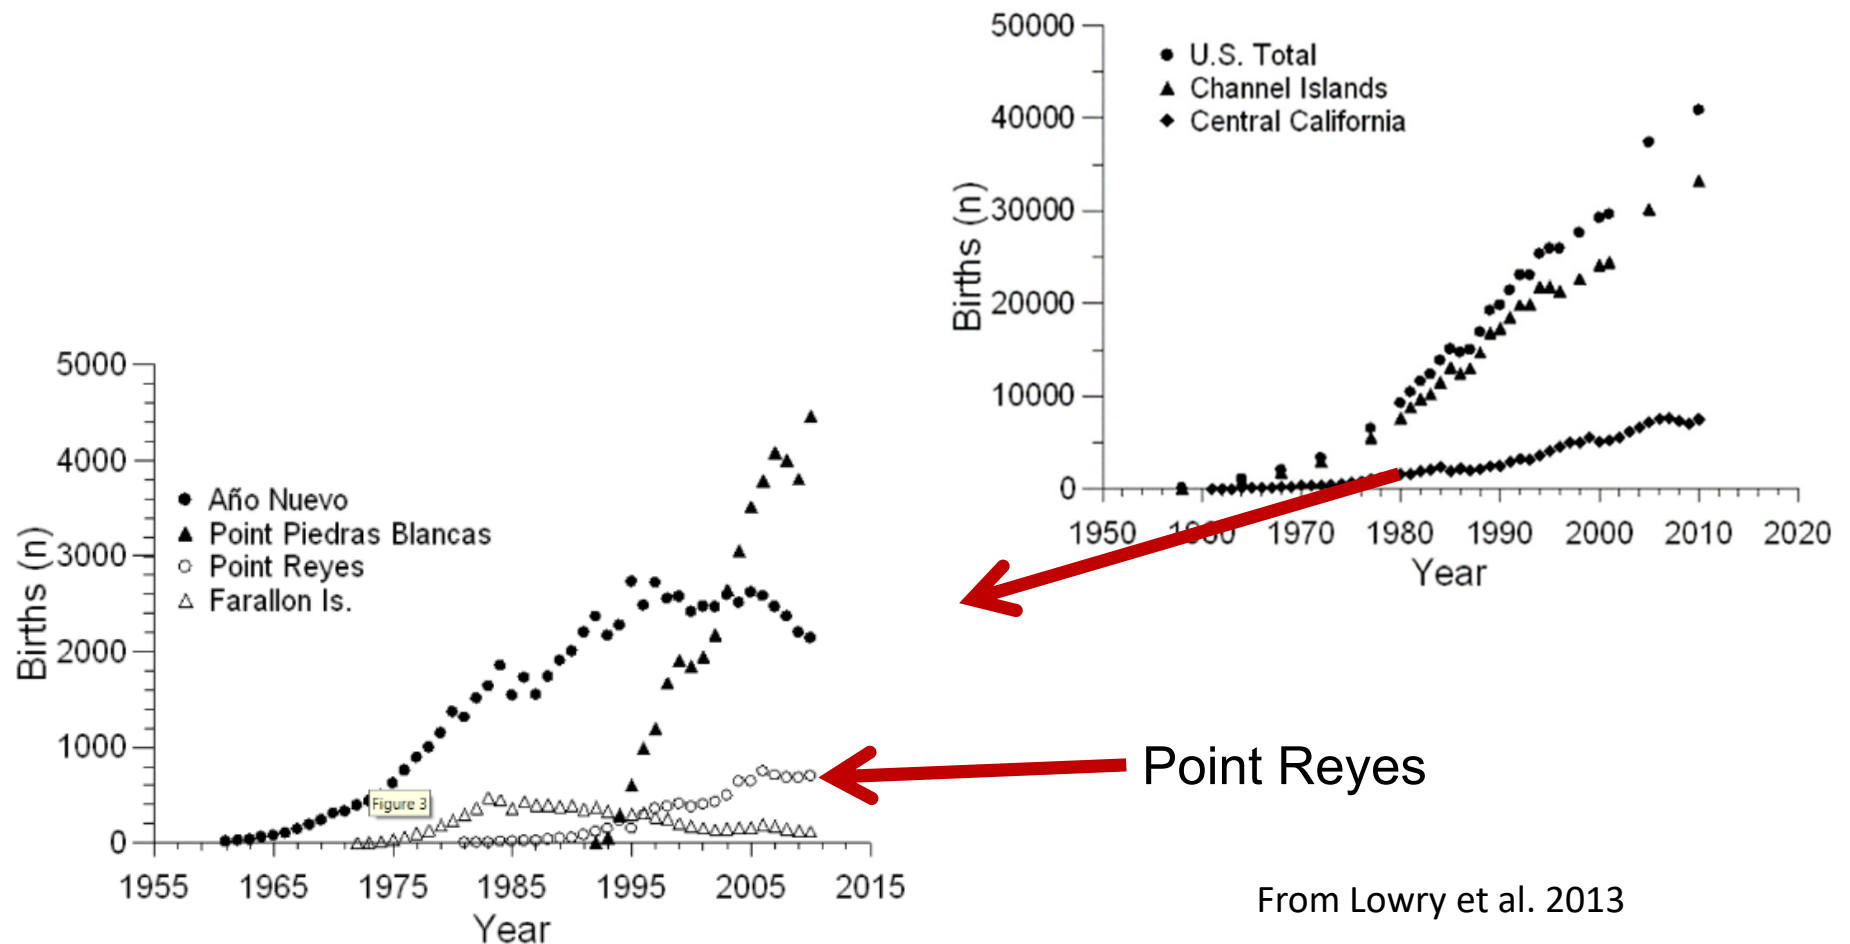 50000
U.S. Total
Channel Islands
Central California
40000
30000
20000
10000
0
Births (n)
1950 1960 1970 1980 1990 2000 2010 2020
Year
5000
4000
3000
2000
1000
0
Births (n)
Año Nuevo
Point Piedras Blancas
Point Reyes
Farallon Is.
Figure 3
1955 1965 1975 1985 1995 2005 2015
Year
Point Reyes
From Lowry et al. 2013